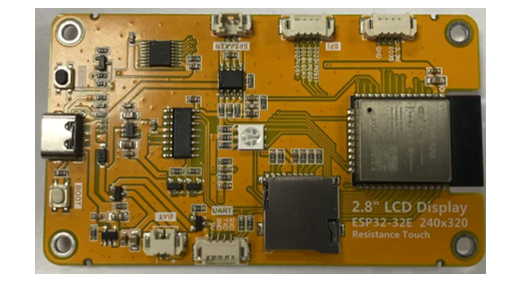 SPEAKER
SPI
BOOT
BAT
UART
2.8" LCD Display
ESP32-32E 240x320
Resistance Touch